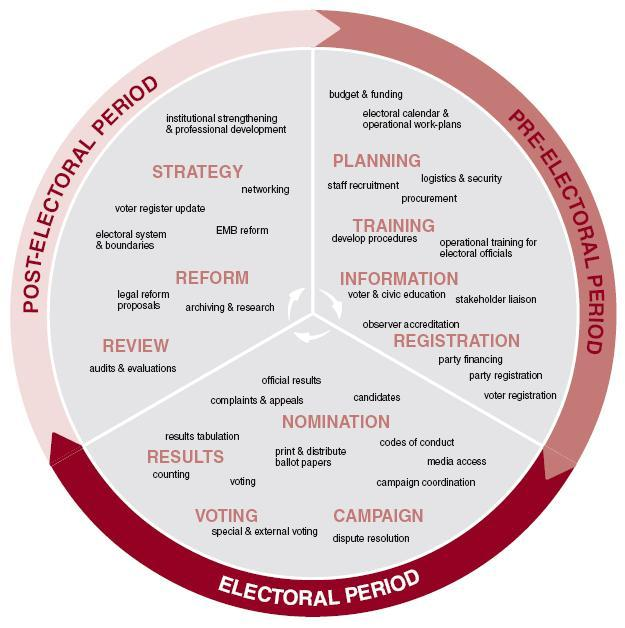 PRE-ELECTORAL PERIOD
budget & funding
electoral calendar &
operational work-plans
PLANNING
logistics & security
staff recruitment
procurement
TRAINING
develop procedures
operational training for
electoral officials
INFORMATION
voter & civic education
stakeholder liaison
observer accreditation
REGISTRATION
party financing
party registration
voter registration
ELECTORAL PERIOD
official results
complaints & appeals
candidates
NOMINATION
results tabulation
codes of conduct
print & distribute
ballot papers
RESULTS
media access
counting
voting
campaign coordination
VOTING
CAMPAIGN
special & external voting
dispute resolution
POST-ELECTORAL PERIOD
institutional strengthening
& professional development
STRATEGY
networking
voter register update
electoral system
& boundaries
EMB reform
REFORM
legal reform
proposals
archiving & research
REVIEW
audits & evaluations